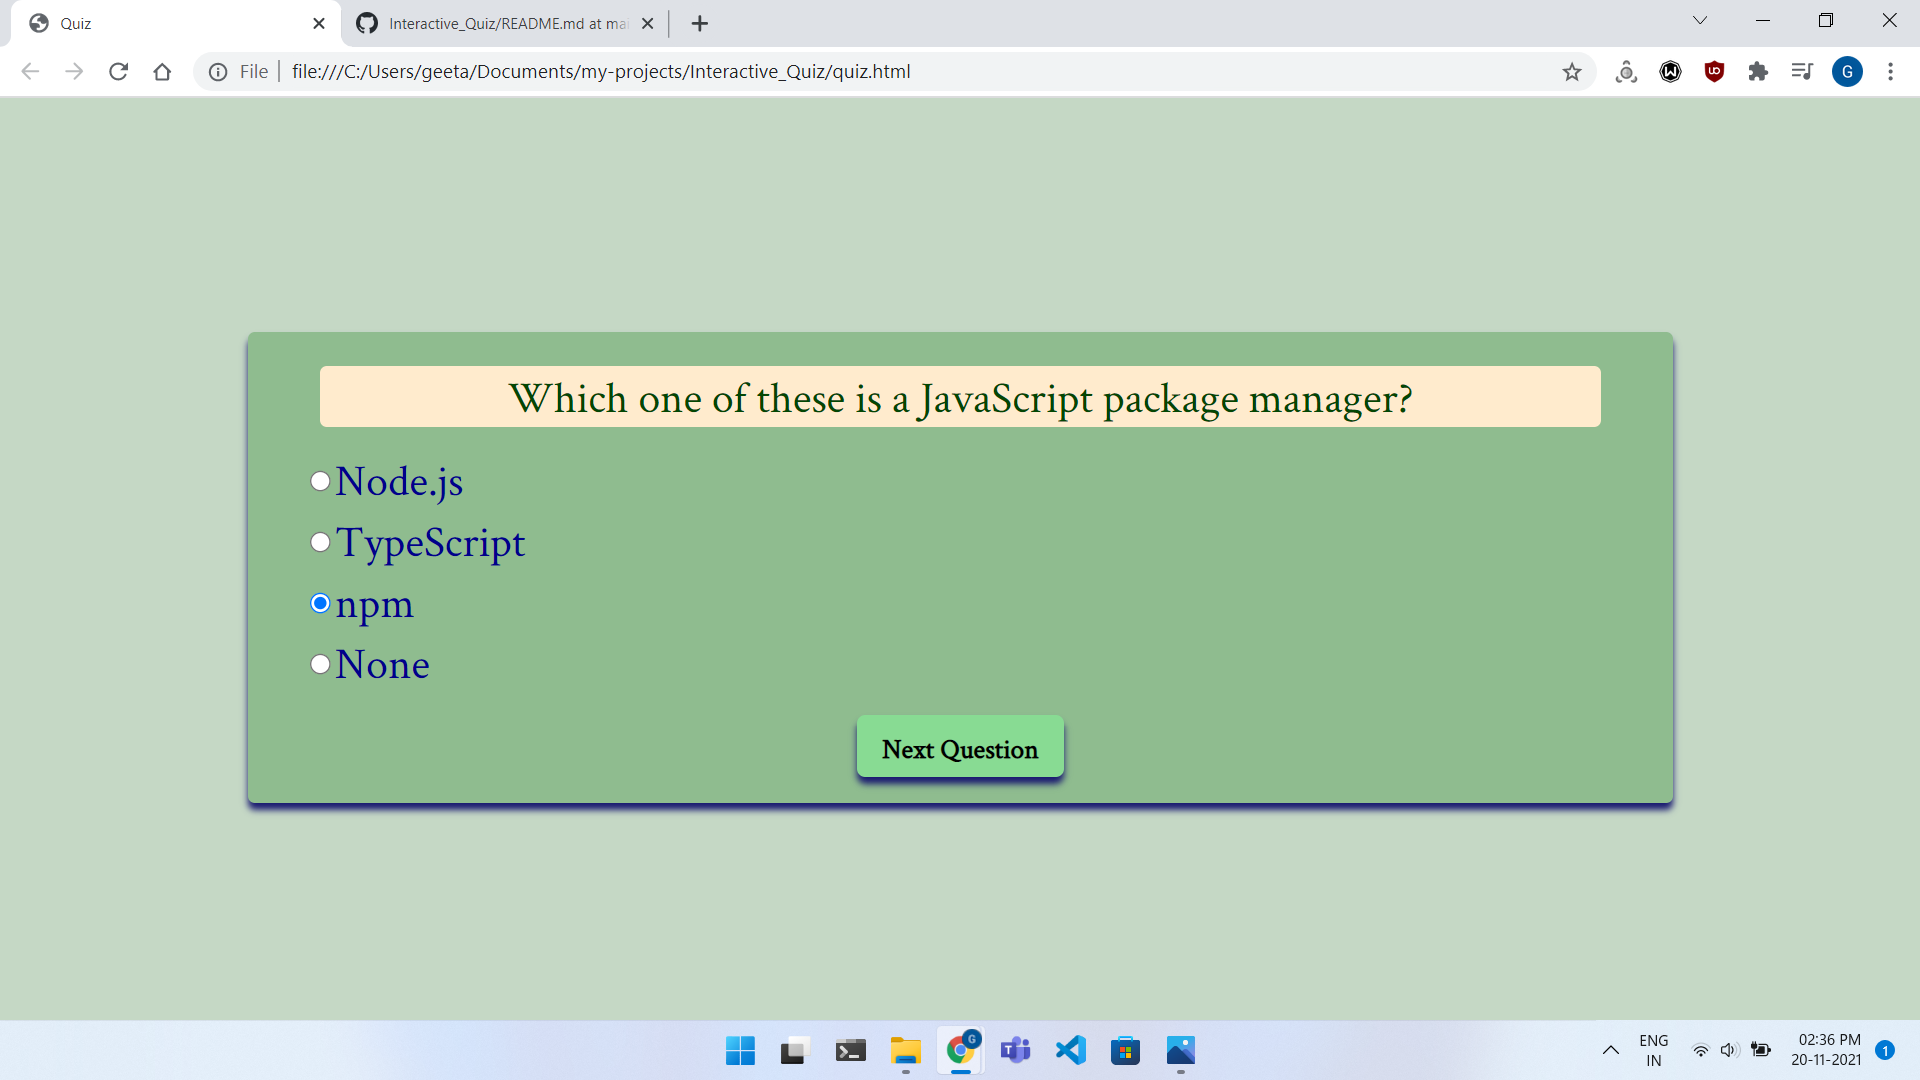 Quiz
Interactive_Quiz/README.md at mai
File
file:///C:/Users/geeta/Documents/my-projects/Interactive_Quiz/quiz.html
G
Which one of these is a JavaScript package manager?
Node.js
TypeScript
npm
None
Next Question
G
ENG
IN
02:36 PM
20-11-2021
1